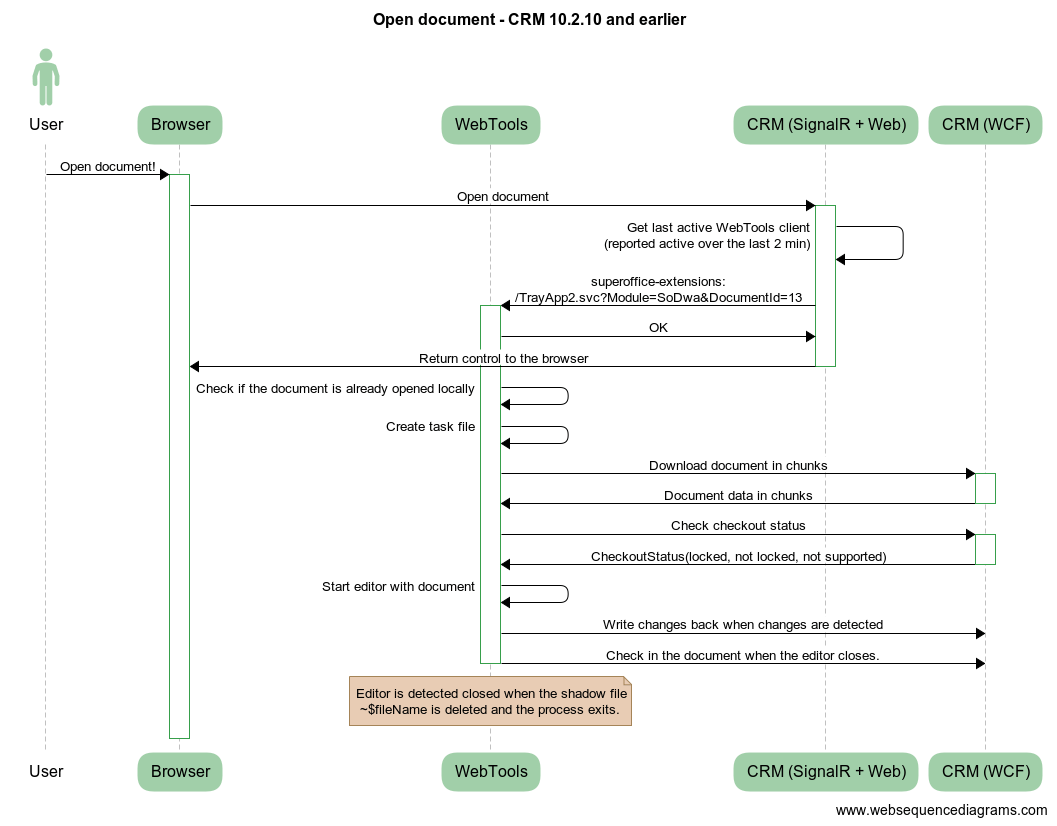 Open document - CRM 10.2.10 and earlier
User
Browser
WebTools
CRM (SignalR + Web)
CRM (WCF)
Open document!
Open document
Get last active WebTools client
(reported active over the last 2 min)
superoffice-extensions:
/TrayApp2.svc?Module=SoDwa&DocumentId=13
OK
Return control to the browser
Check if the document is already opened locally
Create task file
Download document in chunks
Document data in chunks
Check checkout status
CheckoutStatus(locked, not locked, not supported)
Start editor with document
Write changes back when changes are detected
Check in the document when the editor closes.
Editor is detected closed when the shadow file
~$fileName is deleted and the process exits.
User
Browser
WebTools
CRM (SignalR + Web)
CRM (WCF)
www.websequencediagrams.com